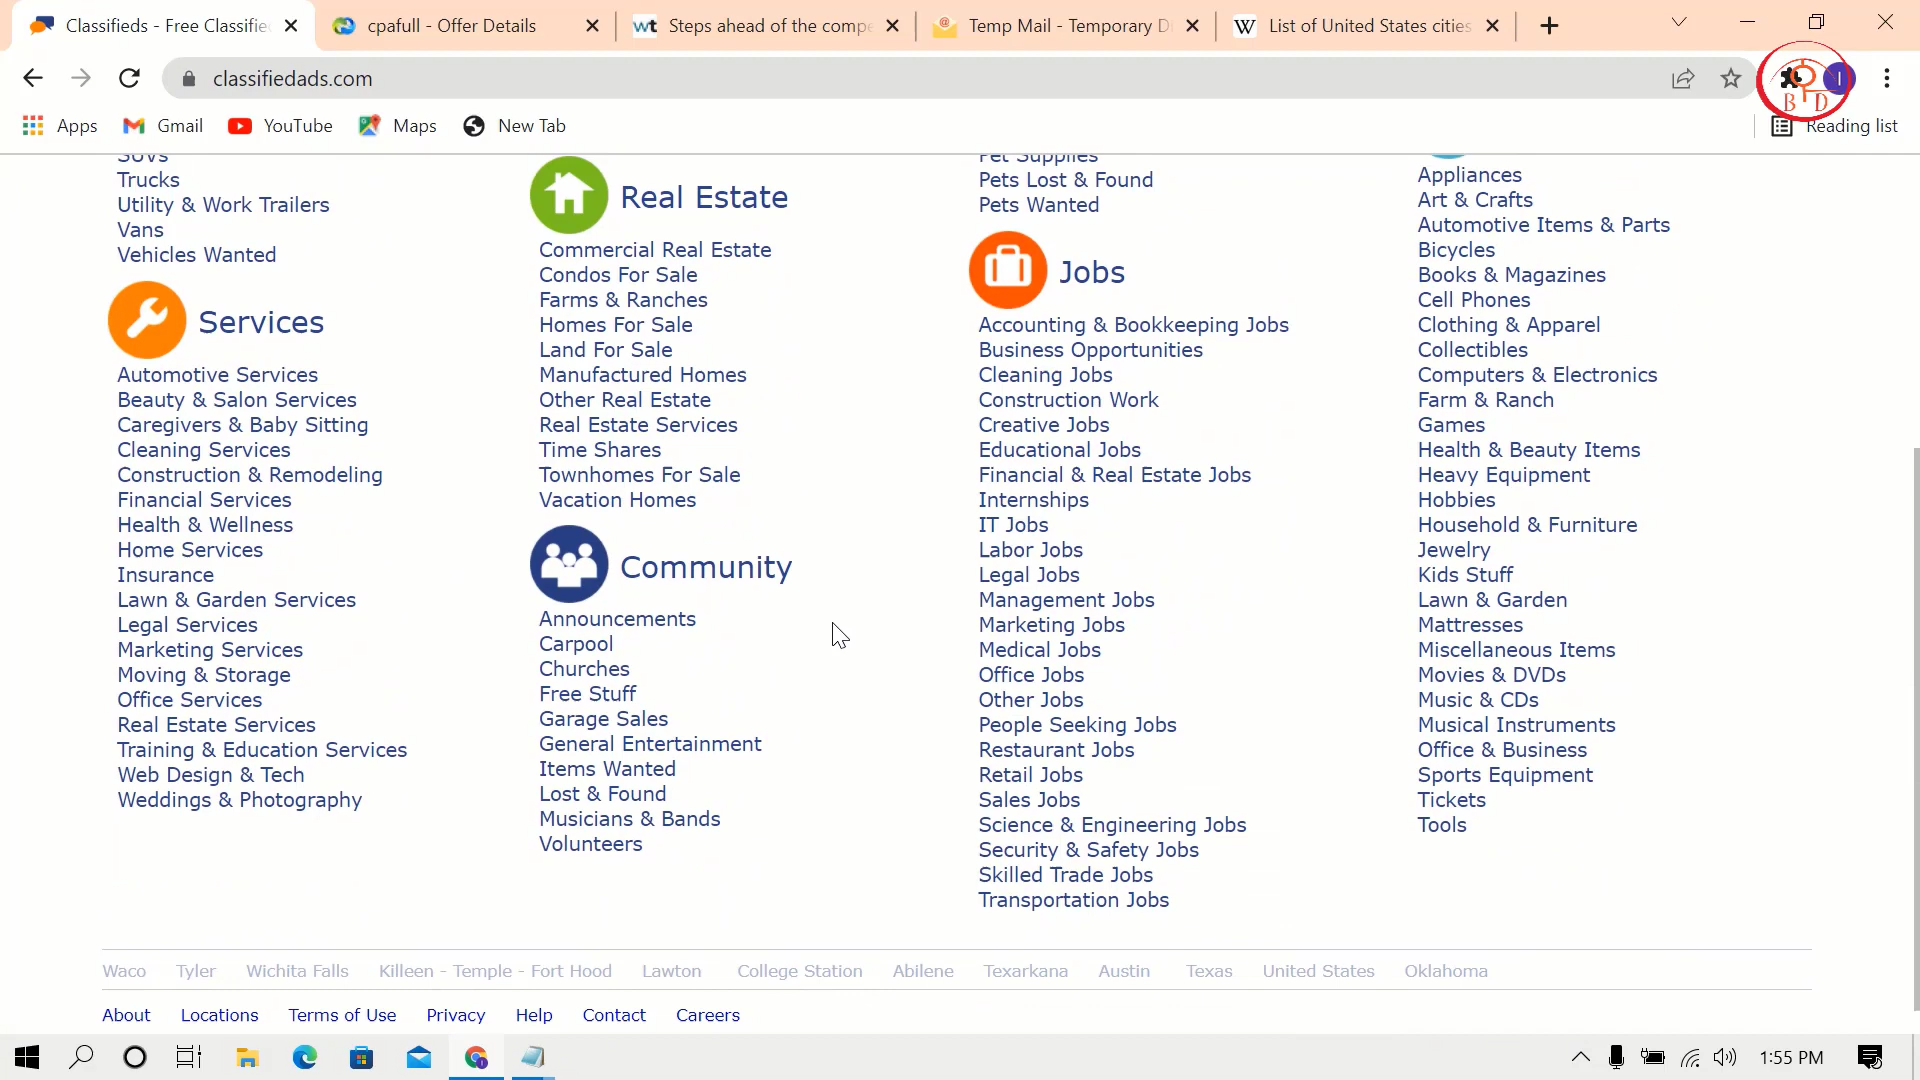 Classifieds - Free Classifie
cpafull - Offer Details
wt Steps ahead of the compe
Temp Mail - Temporary D
W List of United States cities
classifiedads.com
I
B D
Apps
Gmail
YouTube
Maps
New Tab
Reading list
SUVs
Trucks
Utility & Work Trailers
Vans
Vehicles Wanted
Services
Automotive Services
Beauty & Salon Services
Caregivers & Baby Sitting
Cleaning Services
Construction & Remodeling
Financial Services
Health & Wellness
Home Services
Insurance
Lawn & Garden Services
Legal Services
Marketing Services
Moving & Storage
Office Services
Real Estate Services
Training & Education Services
Web Design & Tech
Weddings & Photography
Real Estate
Commercial Real Estate
Condos For Sale
Farms & Ranches
Homes For Sale
Land For Sale
Manufactured Homes
Other Real Estate
Real Estate Services
Time Shares
Townhomes For Sale
Vacation Homes
Community
Announcements
Carpool
Churches
Free Stuff
Garage Sales
General Entertainment
Items Wanted
Lost & Found
Musicians & Bands
Volunteers
Pet Supplies
Pets Lost & Found
Pets Wanted
Jobs
Accounting & Bookkeeping Jobs
Business Opportunities
Cleaning Jobs
Construction Work
Creative Jobs
Educational Jobs
Financial & Real Estate Jobs
Internships
IT Jobs
Labor Jobs
Legal Jobs
Management Jobs
Marketing Jobs
Medical Jobs
Office Jobs
Other Jobs
People Seeking Jobs
Restaurant Jobs
Retail Jobs
Sales Jobs
Science & Engineering Jobs
Security & Safety Jobs
Skilled Trade Jobs
Transportation Jobs
Appliances
Art & Crafts
Automotive Items & Parts
Bicycles
Books & Magazines
Cell Phones
Clothing & Apparel
Collectibles
Computers & Electronics
Farm & Ranch
Games
Health & Beauty Items
Heavy Equipment
Hobbies
Household & Furniture
Jewelry
Kids Stuff
Lawn & Garden
Mattresses
Miscellaneous Items
Movies & DVDs
Music & CDs
Musical Instruments
Office & Business
Sports Equipment
Tickets
Tools
Waco Tyler Wichita Falls Killeen - Temple - Fort Hood Lawton College Station Abilene Texarkana Austin Texas United States Oklahoma
About Locations Terms of Use Privacy Help Contact Careers
1:55 PM